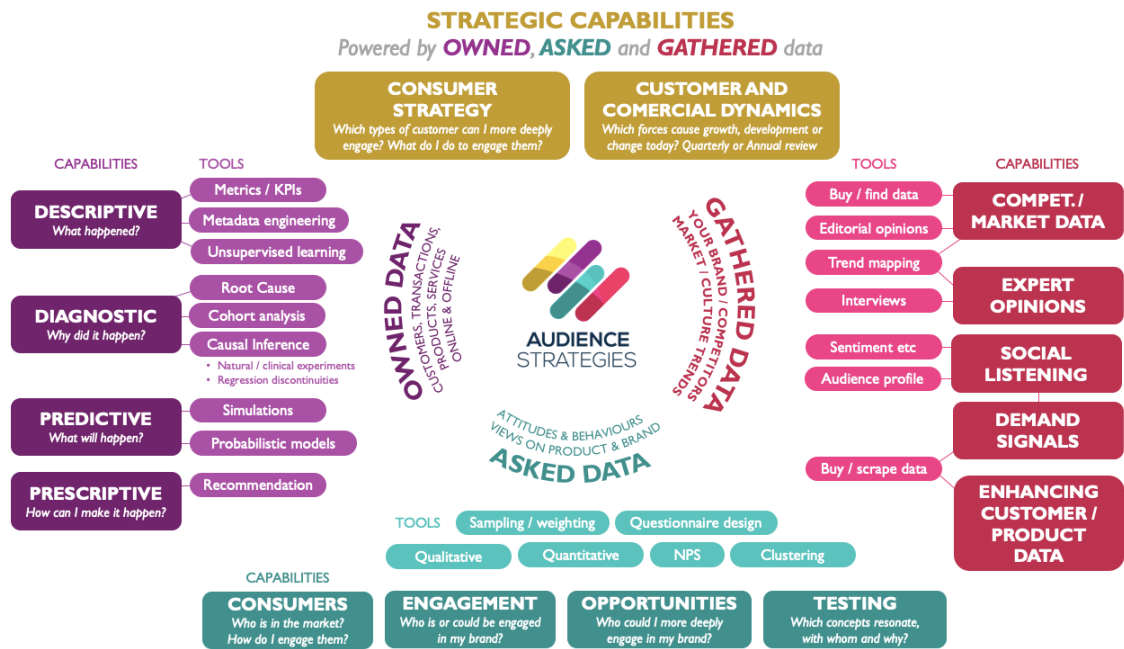 STRATEGIC CAPABILITIES
Powered by OWNED, ASKED and GATHERED data
CONSUMER
STRATEGY
Which types of customer can I more deeply
engage? What do I do to engage them?
CUSTOMER AND
COMERCIAL DYNAMICS
Which forces cause growth, development or
change today? Quarterly or Annual review
CAPABILITIES
TOOLS
DESCRIPTIVE
What happened?
Metrics / KPIs
Metadata engineering
Unsupervised learning
DIAGNOSTIC
Why did it happen?
Root Cause
Cohort analysis
Causal Inference
• Natural / clinical experiments
• Regression discontinuities
PREDICTIVE
What will happen?
Simulations
Probabilistic models
PRESCRIPTIVE
How can I make it happen?
Recommendation
OWNED DATA
CUSTOMERS, TRANSACTIONS,
PRODUCTS, SERVICES
ONLINE & OFFLINE
AUDIENCE
STRATEGIES
GATHERED DATA
YOUR BRAND / COMPETITORS
MARKET / CULTURE TRENDS
ATTITUDES & BEHAVIOURS
VIEWS ON PRODUCT & BRAND
ASKED DATA
TOOLS
CAPABILITIES
Buy / find data
Editorial opinions
Trend mapping
Interviews
Sentiment etc
Audience profile
Buy / scrape data
COMPET. /
MARKET DATA
EXPERT
OPINIONS
SOCIAL
LISTENING
DEMAND
SIGNALS
ENHANCING
CUSTOMER /
PRODUCT
DATA
TOOLS
Sampling / weighting
Questionnaire design
Qualitative
Quantitative
NPS
Clustering
CAPABILITIES
CONSUMERS
Who is in the market?
How do I engage them?
ENGAGEMENT
Who is or could be engaged
in my brand?
OPPORTUNITIES
Who could I more deeply
engage in my brand?
TESTING
Which concepts resonate,
with whom and why?